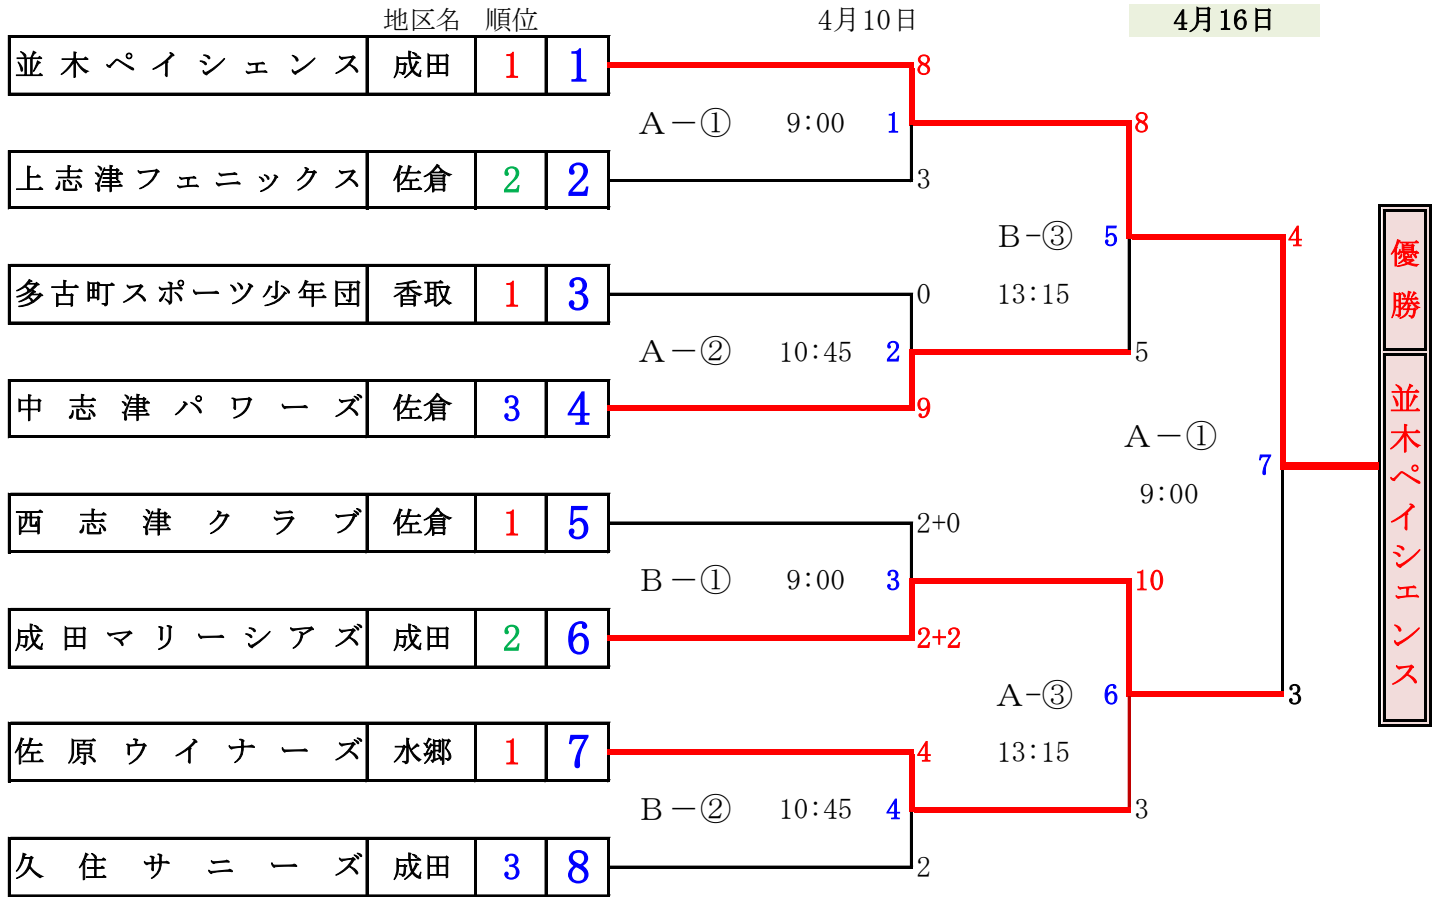 地区名 順位 4月10日 4月16日
並木ペイシェンス 成田 1 1 8
A－① 9:00 1 8
上志津フェニックス 佐倉 2 2 3
B-③ 5 4
13:15
多古町スポーツ少年団 香取 1 3 0
A－② 10:45 2 5
中志津パワーズ 佐倉 3 4 9
A－① 7
9:00
西志津クラブ 佐倉 1 5 2+0
B－① 9:00 3 10
成田マリーシアズ 成田 2 6 2+2
A-③ 6 3
13:15
佐原ウイナーズ 水郷 1 7 4
B－② 10:45 4 3
久住サニーズ 成田 3 8 2
優勝
並木ペイシェンス